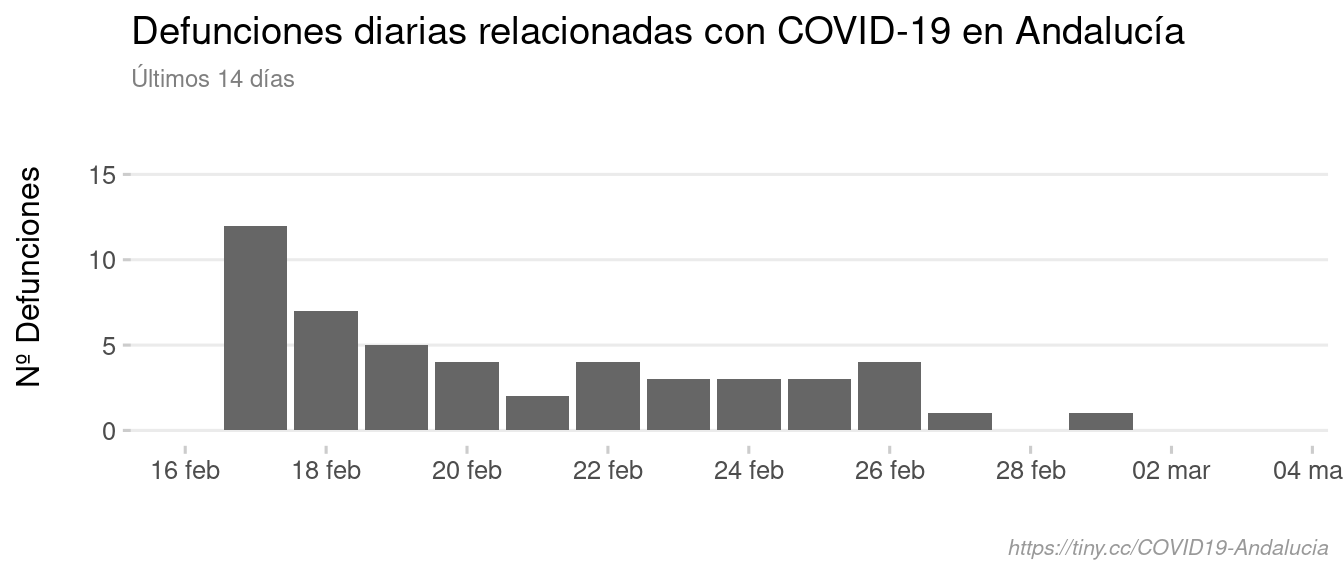 Defunciones diarias relacionadas con COVID-19 en Andalucía
Últimos 14 días
Nº Defunciones
15
10
5
0
16 feb 18 feb 20 feb 22 feb 24 feb 26 feb 28 feb 02 mar 04 ma
https://tiny.cc/COVID19-Andalucia